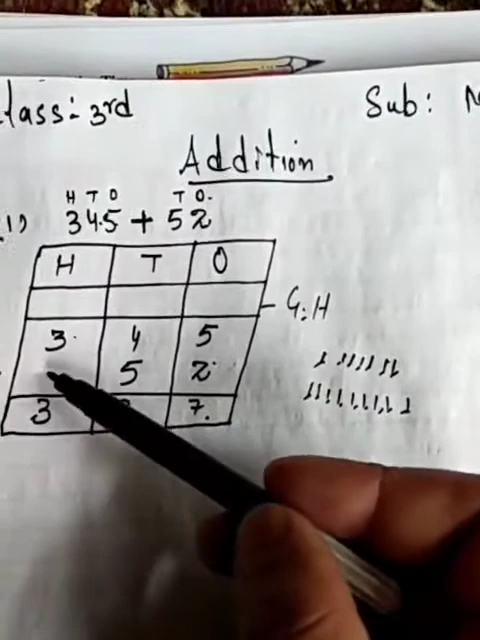 Class: 3rd
Sub:
Addition
H T O T O.
(1) 345 + 52
H T O
G.H
3 4 5
5 2
3 7.